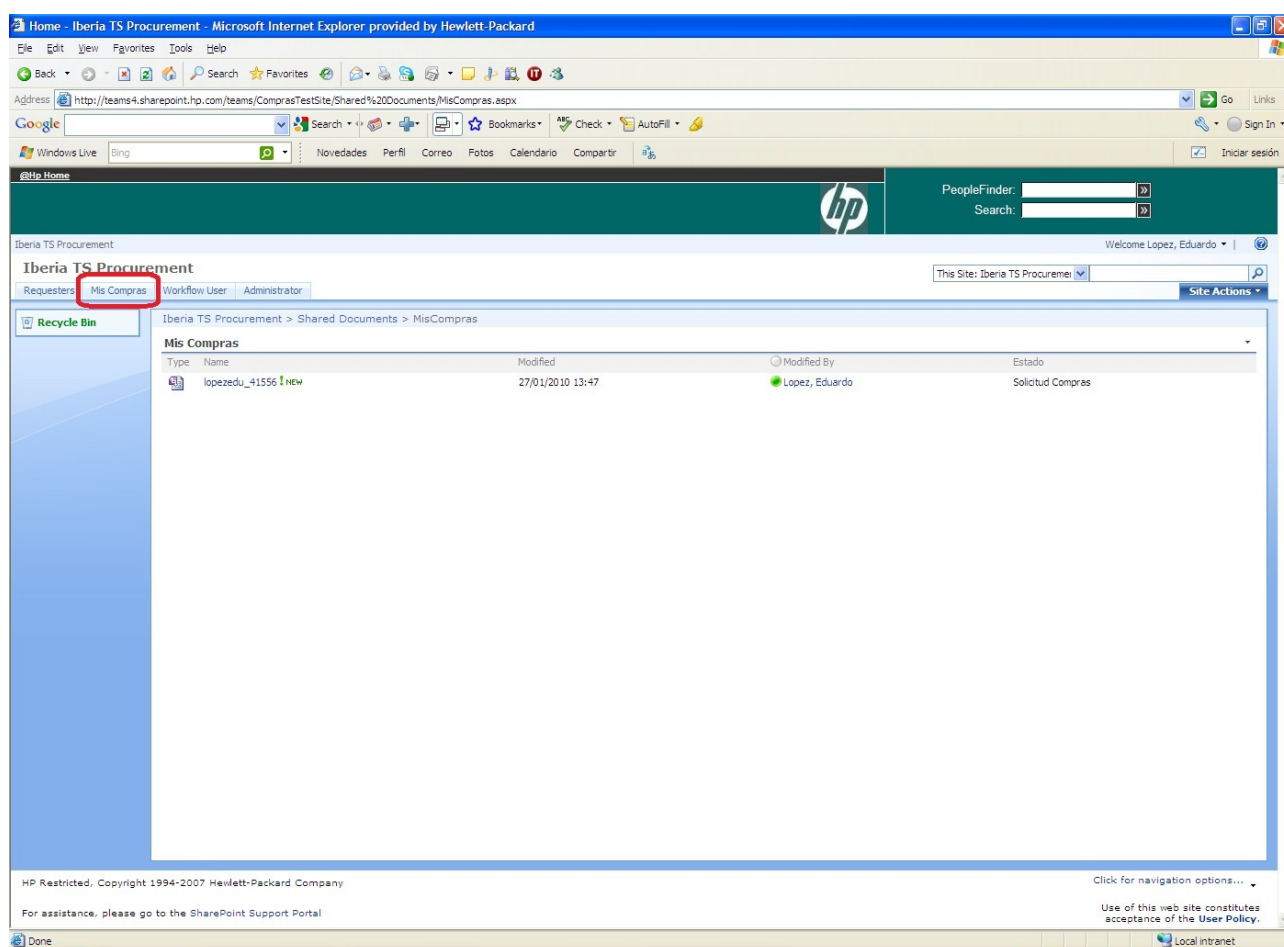 Home - Iberia TS Procurement - Microsoft Internet Explorer provided by Hewlett-Packard
File Edit View Favorites Tools Help
Back Search Favorites
Address http://teams4.sharepoint.hp.com/teams/ComprasTestSite/Shared%20Documents/MisCompras.aspx Go Links
Google Search Bookmarks ABC Check AutoFill Sign In
Windows Live Bing Novedades Perfil Correo Fotos Calendario Compartir Iniciar sesión
@Hp Home
hp
PeopleFinder:
Search:
Iberia TS Procurement Welcome Lopez, Eduardo |
Iberia TS Procurement This Site: Iberia TS Procuremen
Requesters Mis Compras Workflow User Administrator Site Actions
Recycle Bin Iberia TS Procurement > Shared Documents > MisCompras
Mis Compras
Type Name Modified Modified By Estado
lopezedu_41556 ! NEW 27/01/2010 13:47 Lopez, Eduardo Solicitud Compras
HP Restricted, Copyright 1994-2007 Hewlett-Packard Company Click for navigation options...
For assistance, please go to the SharePoint Support Portal Use of this web site constitutes
acceptance of the User Policy.
Done Local intranet